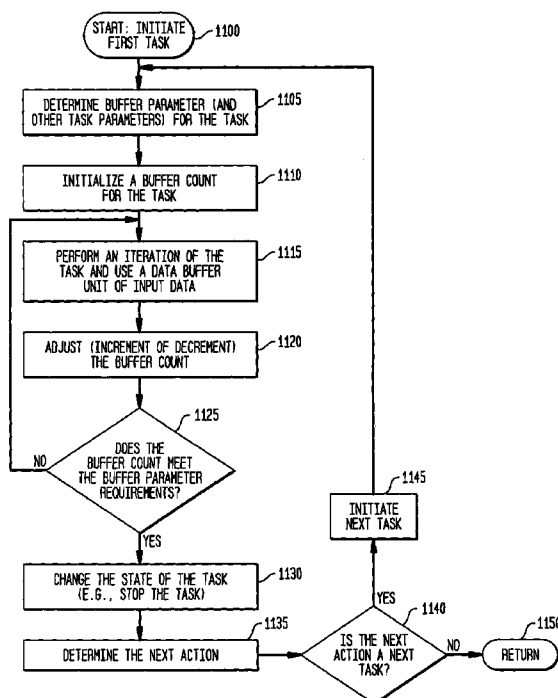 START: INITIATE
FIRST TASK
1100
DETERMINE BUFFER PARAMETER (AND
OTHER TASK PARAMETERS) FOR THE TASK
1105
INITIALIZE A BUFFER COUNT
FOR THE TASK
1110
PERFORM AN ITERATION OF THE
TASK AND USE A DATA BUFFER
UNIT OF INPUT DATA
1115
ADJUST (INCREMENT OF DECREMENT)
THE BUFFER COUNT
1120
1125
DOES THE
BUFFER COUNT MEET
THE BUFFER PARAMETER
REQUIREMENTS?
NO
YES
CHANGE THE STATE OF THE TASK
(E.G., STOP THE TASK)
1130
DETERMINE THE NEXT ACTION
1135
1140
IS THE NEXT
ACTION A NEXT
TASK?
YES
NO
1145
INITIATE
NEXT TASK
1150
RETURN